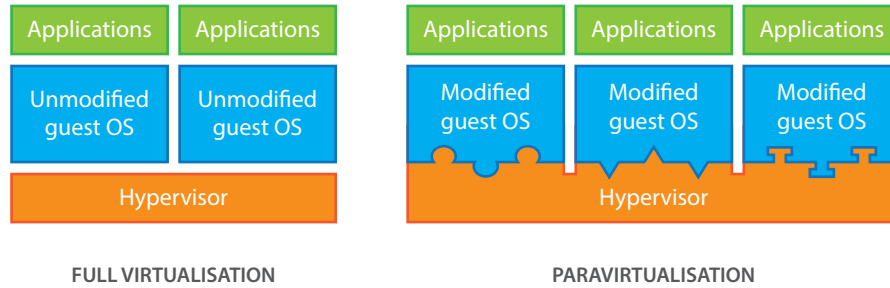 Applications
Applications
Unmodified
guest OS
Unmodified
guest OS
Hypervisor
FULL VIRTUALISATION
Applications
Applications
Applications
Modified
guest OS
Modified
guest OS
Modified
guest OS
Hypervisor
PARAVIRTUALISATION